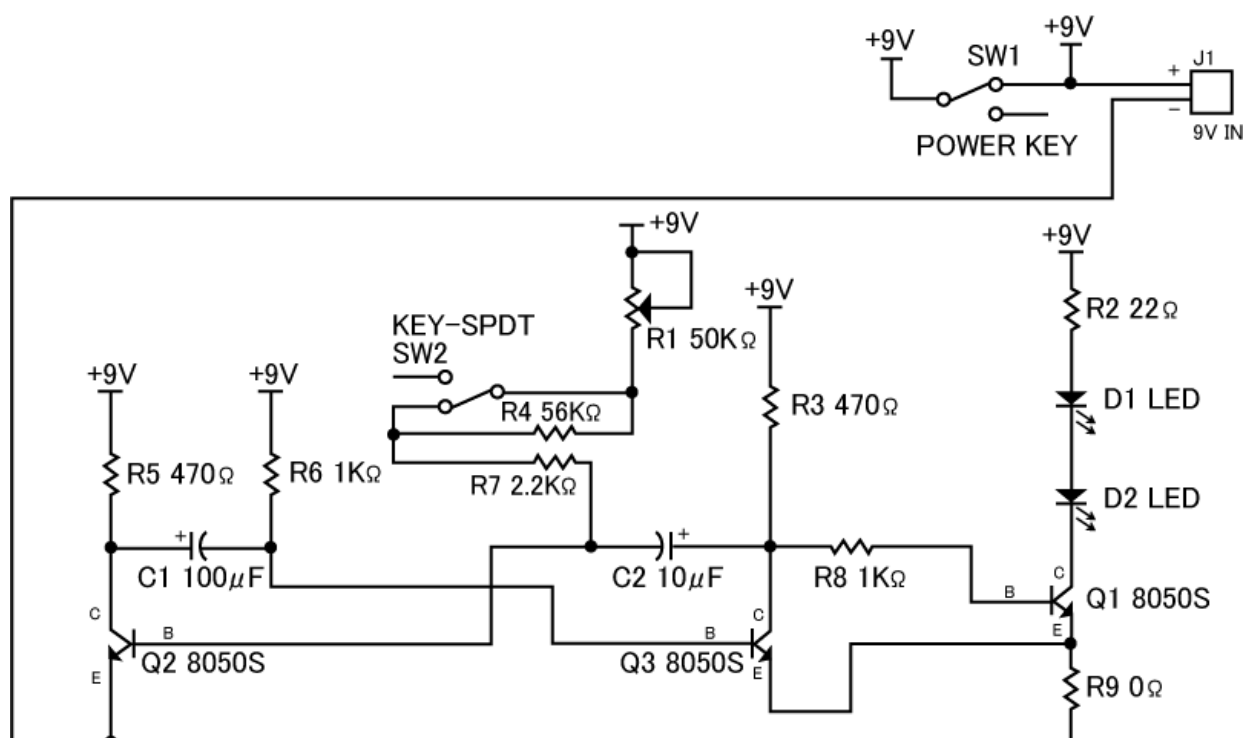 +9V
+9V
SW1
J1
+
−
9V IN
POWER KEY
+9V
+9V
+9V
KEY-SPDT
SW2
R1 50KΩ
R2 22Ω
+9V
+9V
R4 56KΩ
R3 470Ω
D1 LED
R5 470Ω
R6 1KΩ
R7 2.2KΩ
D2 LED
+
+
C1 100μF
C2 10μF
R8 1KΩ
C
B
Q1 8050S
E
C
B
Q2 8050S
E
C
B
Q3 8050S
E
R9 0Ω